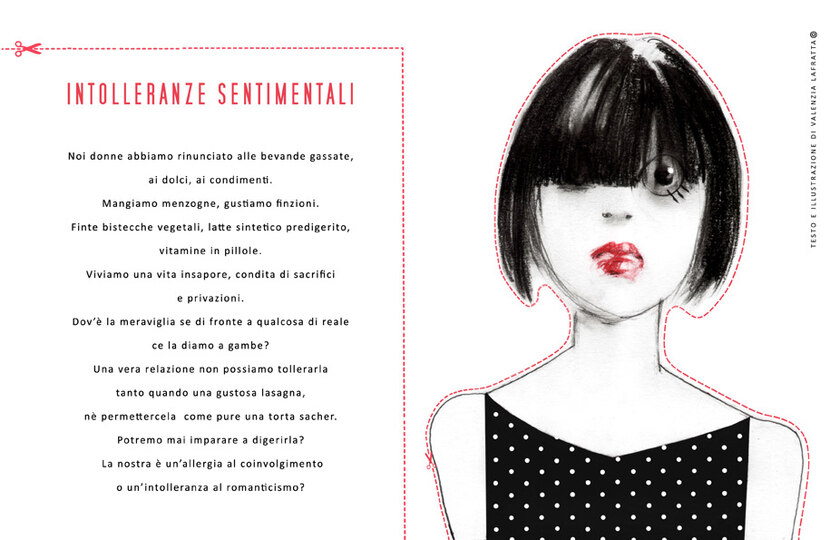 INTOLLERANZE SENTIMENTALI
Noi donne abbiamo rinunciato alle bevande gassate,
ai dolci, ai condimenti.
Mangiamo menzogne, gustiamo finzioni.
Finte bistecche vegetali, latte sintetico predigerito,
vitamine in pillole.
Viviamo una vita insapore, condita di sacrifici
e privazioni.
Dov'è la meraviglia se di fronte a qualcosa di reale
ce la diamo a gambe?
Una vera relazione non possiamo tollerarla
tanto quando una gustosa lasagna,
nè permettercela come pure una torta sacher.
Potremo mai imparare a digerirla?
La nostra è un'allergia al coinvolgimento
o un'intolleranza al romanticismo?
TESTO E ILLUSTRAZIONE DI VALENZIA LAFRATTA©